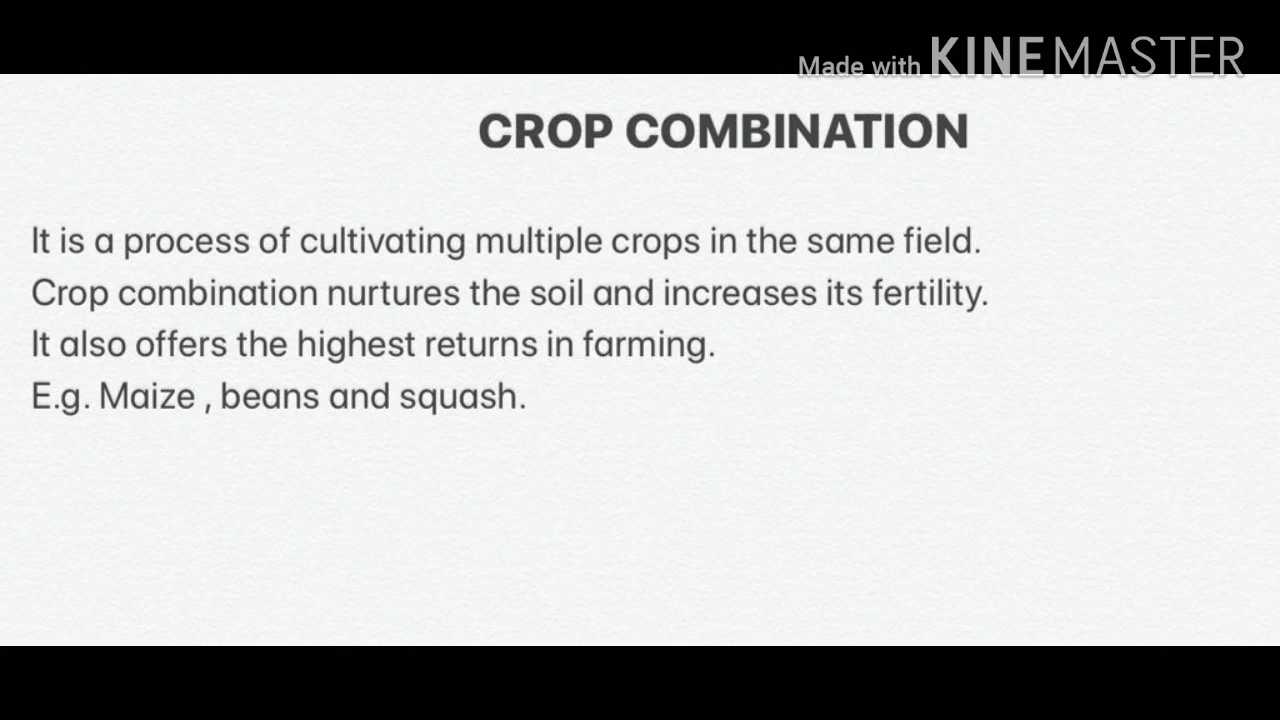 Made with KINEMASTER
CROP COMBINATION
It is a process of cultivating multiple crops in the same field.
Crop combination nurtures the soil and increases its fertility.
It also offers the highest returns in farming.
E.g. Maize , beans and squash.